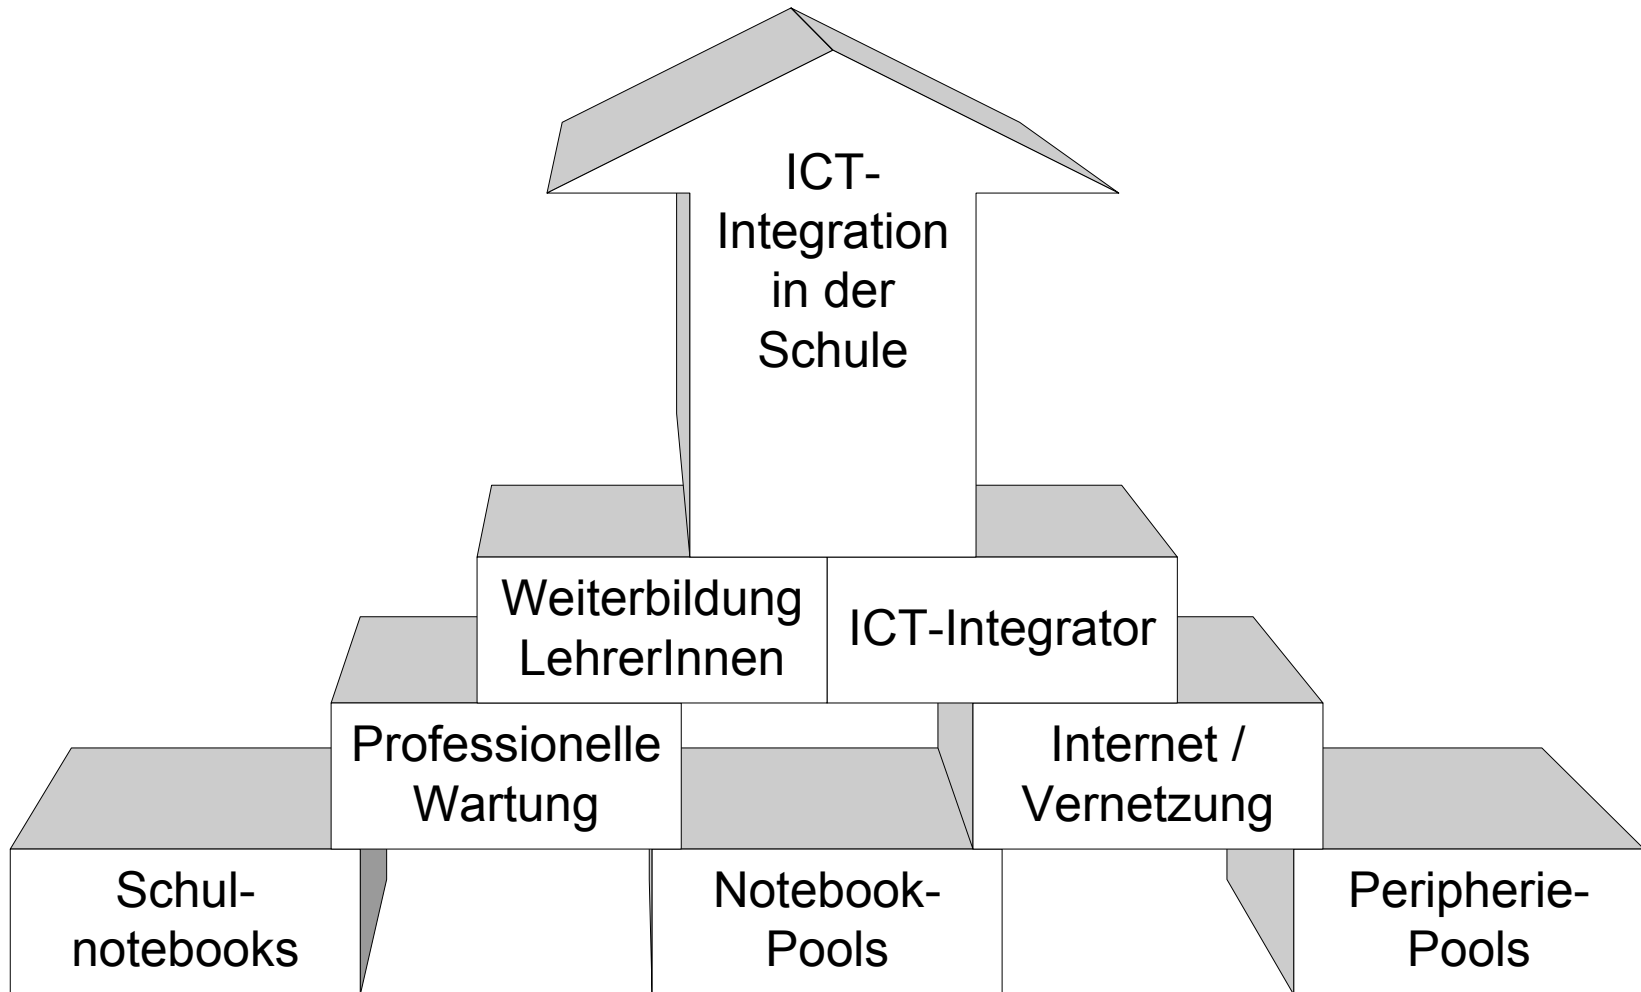 ICT-
Integration
in der
Schule
Weiterbildung
LehrerInnen
ICT-Integrator
Professionelle
Wartung
Internet /
Vernetzung
Schul-
notebooks
Notebook-
Pools
Peripherie-
Pools